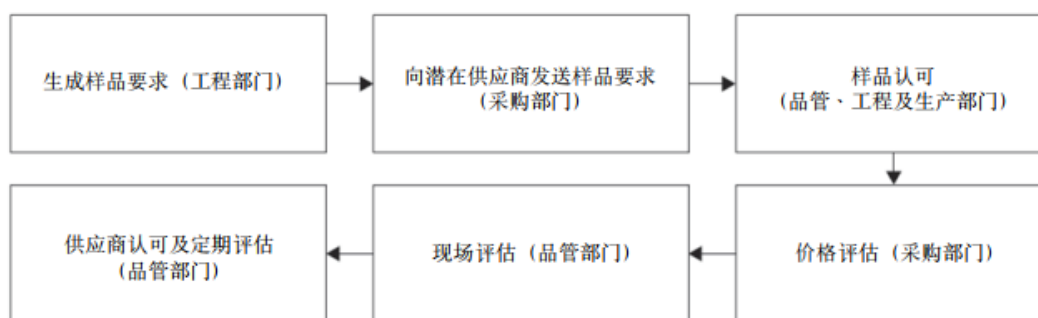 生成样品要求（工程部门）
向潜在供应商发送样品要求
（采购部门）
样品认可
（品管、工程及生产部门）
价格评估（采购部门）
现场评估（品管部门）
供应商认可及定期评估
（品管部门）